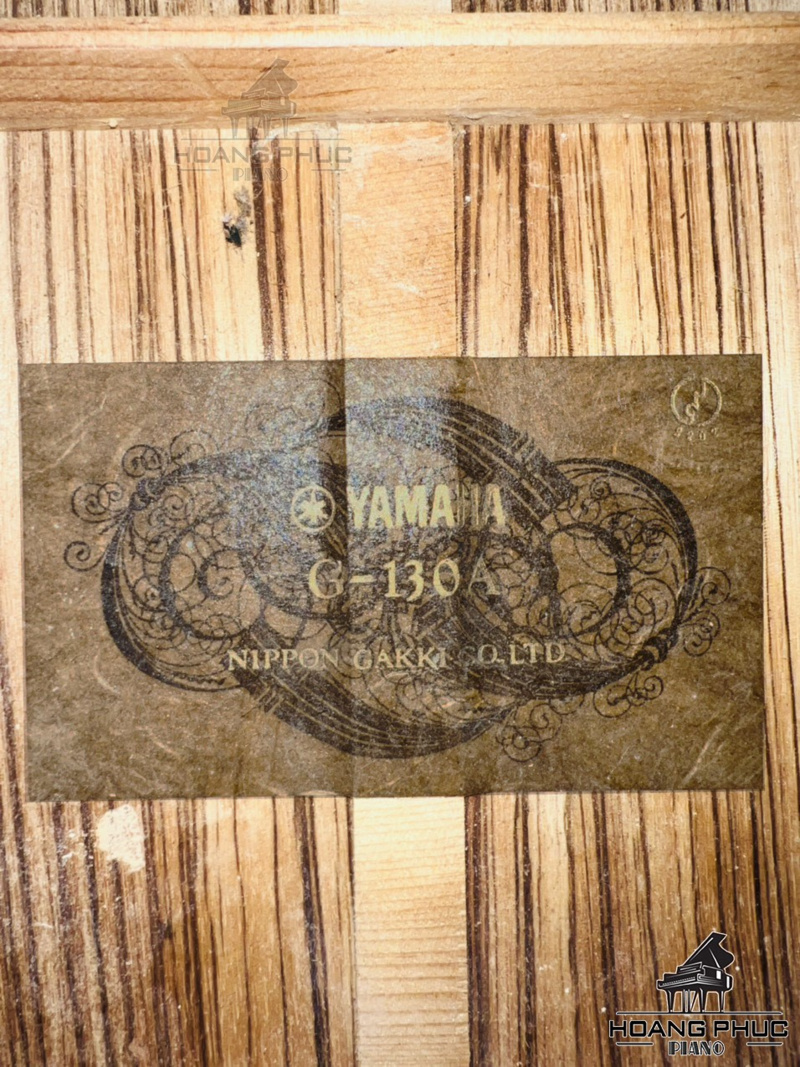 HOANG PHUC
PIANO
YAMAHA
G-130A
NIPPON GAKKI CO.LTD
HOANG PHUC
PIANO